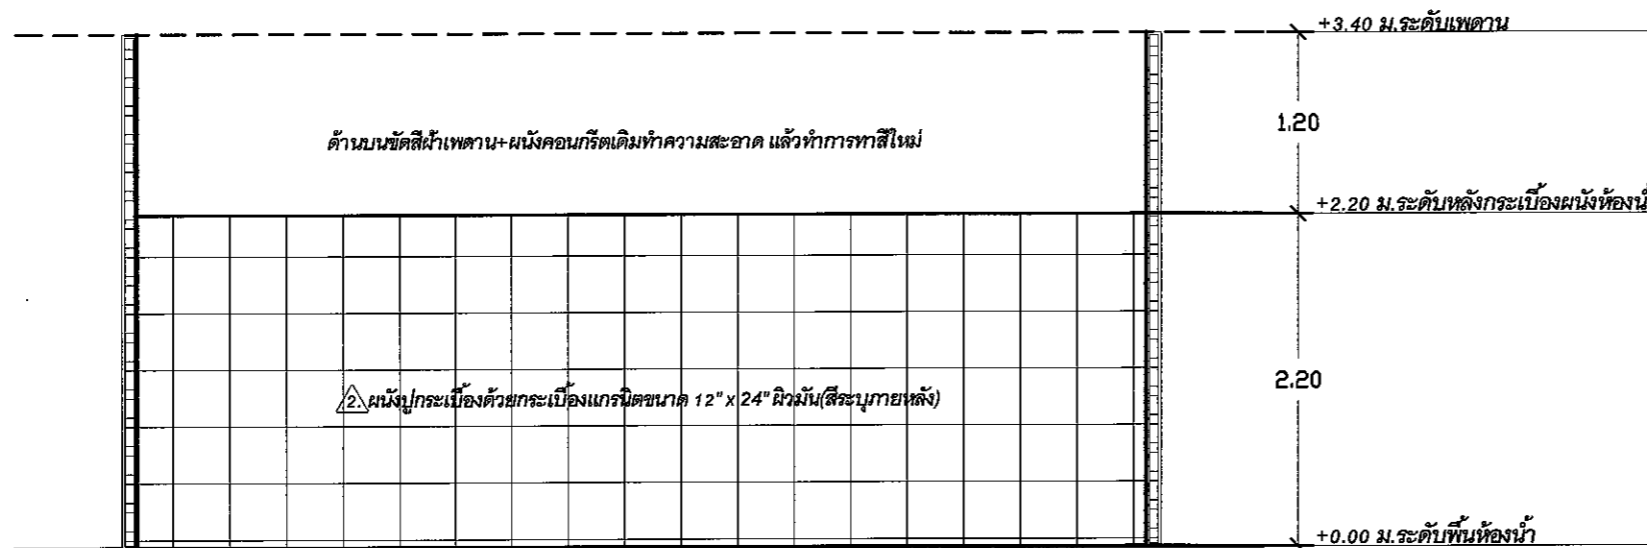 +3.40 ม.ระดับเพดาน
1.20
ด้านบนขัดสีฝ้าเพดาน+ผนังคอนกรีตเดิมทำความสะอาด แล้วทำการทาสีใหม่
+2.20 ม.ระดับหลังกระเบื้องผนังห้องน้ำ
2.20
2. ผนังปูกระเบื้องด้วยกระเบื้องแกรนิตขนาด 12" x 24" ผิวมัน(สีระบุภายหลัง)
+0.00 ม.ระดับพื้นห้องน้ำ